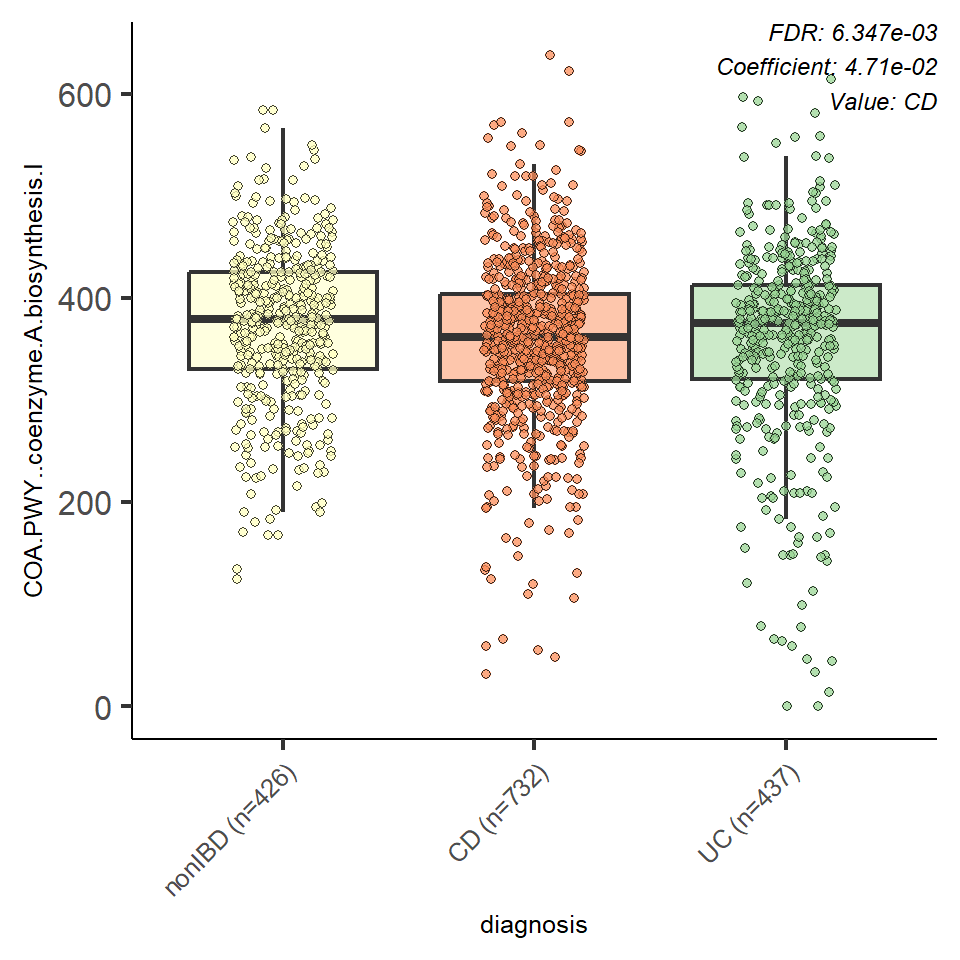 FDR: 6.347e-03
Coefficient: 4.71e-02
Value: CD
COA.PWY..coenzyme.A.biosynthesis.I
600
400
200
0
nonIBD (n=426)
CD (n=732)
UC (n=437)
diagnosis